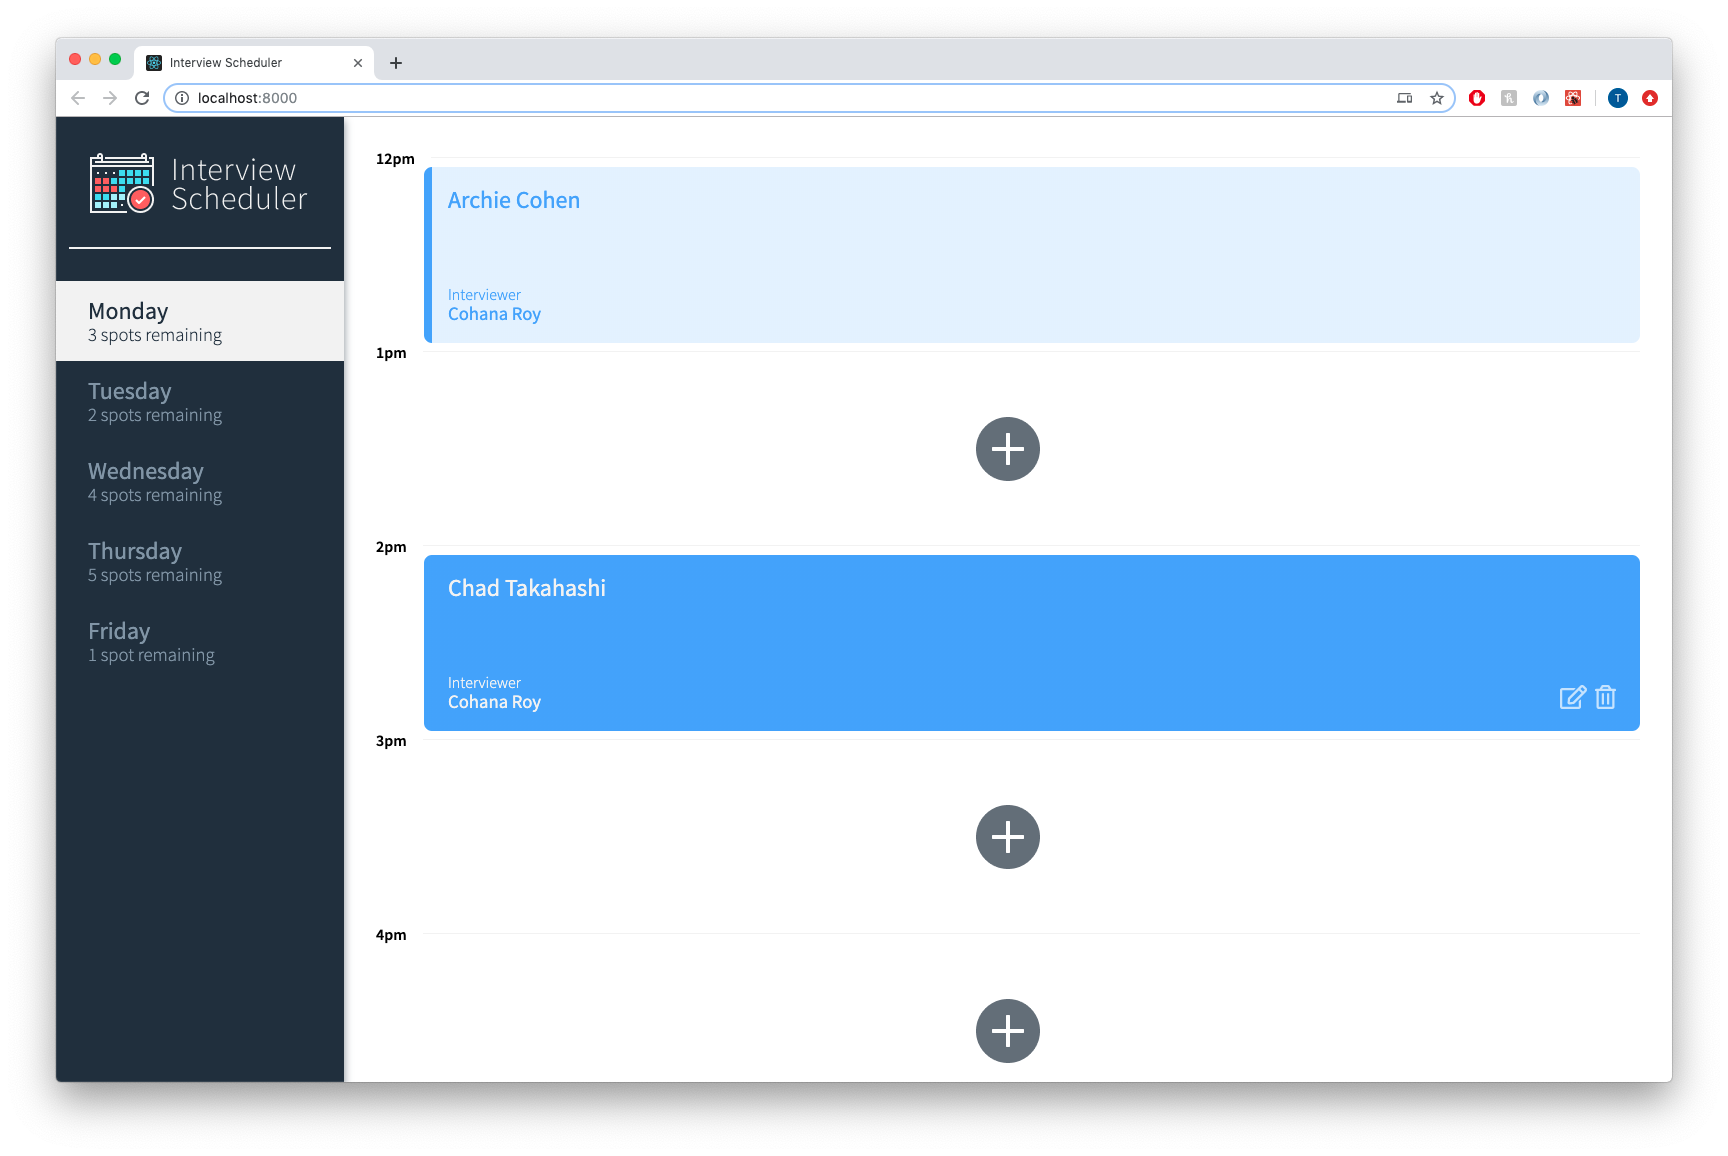 Interview Scheduler
localhost:8000
T
Interview
Scheduler
Monday
3 spots remaining
Tuesday
2 spots remaining
Wednesday
4 spots remaining
Thursday
5 spots remaining
Friday
1 spot remaining
12pm
Archie Cohen
Interviewer
Cohana Roy
1pm
2pm
Chad Takahashi
Interviewer
Cohana Roy
3pm
4pm